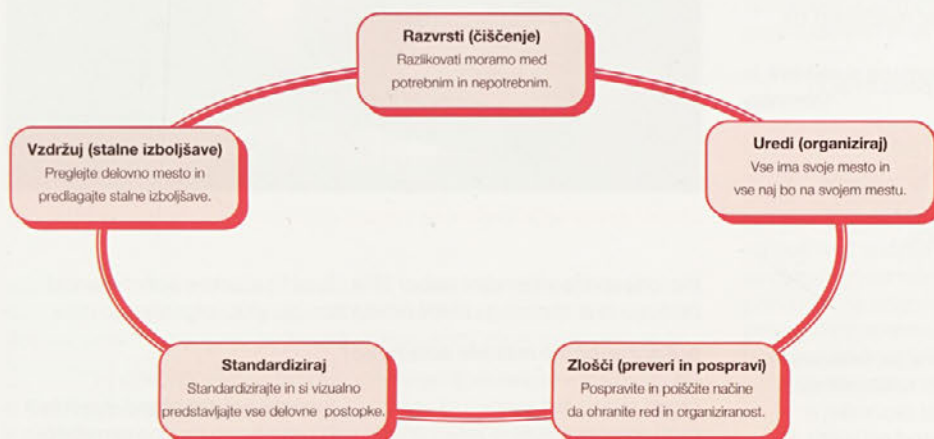 Razvrsti (čiščenje)
Razlikovati moramo med
potrebnim in nepotrebnim.
Uredi (organiziraj)
Vse ima svoje mesto in
vse naj bo na svojem mestu.
Zlošči (preveri in pospravi)
Pospravite in poiščite načine
da ohranite red in organiziranost.
Standardiziraj
Standardizirajte in si vizualno
predstavljajte vse delovne postopke.
Vzdržuj (stalne izboljšave)
Preglejte delovno mesto in
predlagajte stalne izboljšave.